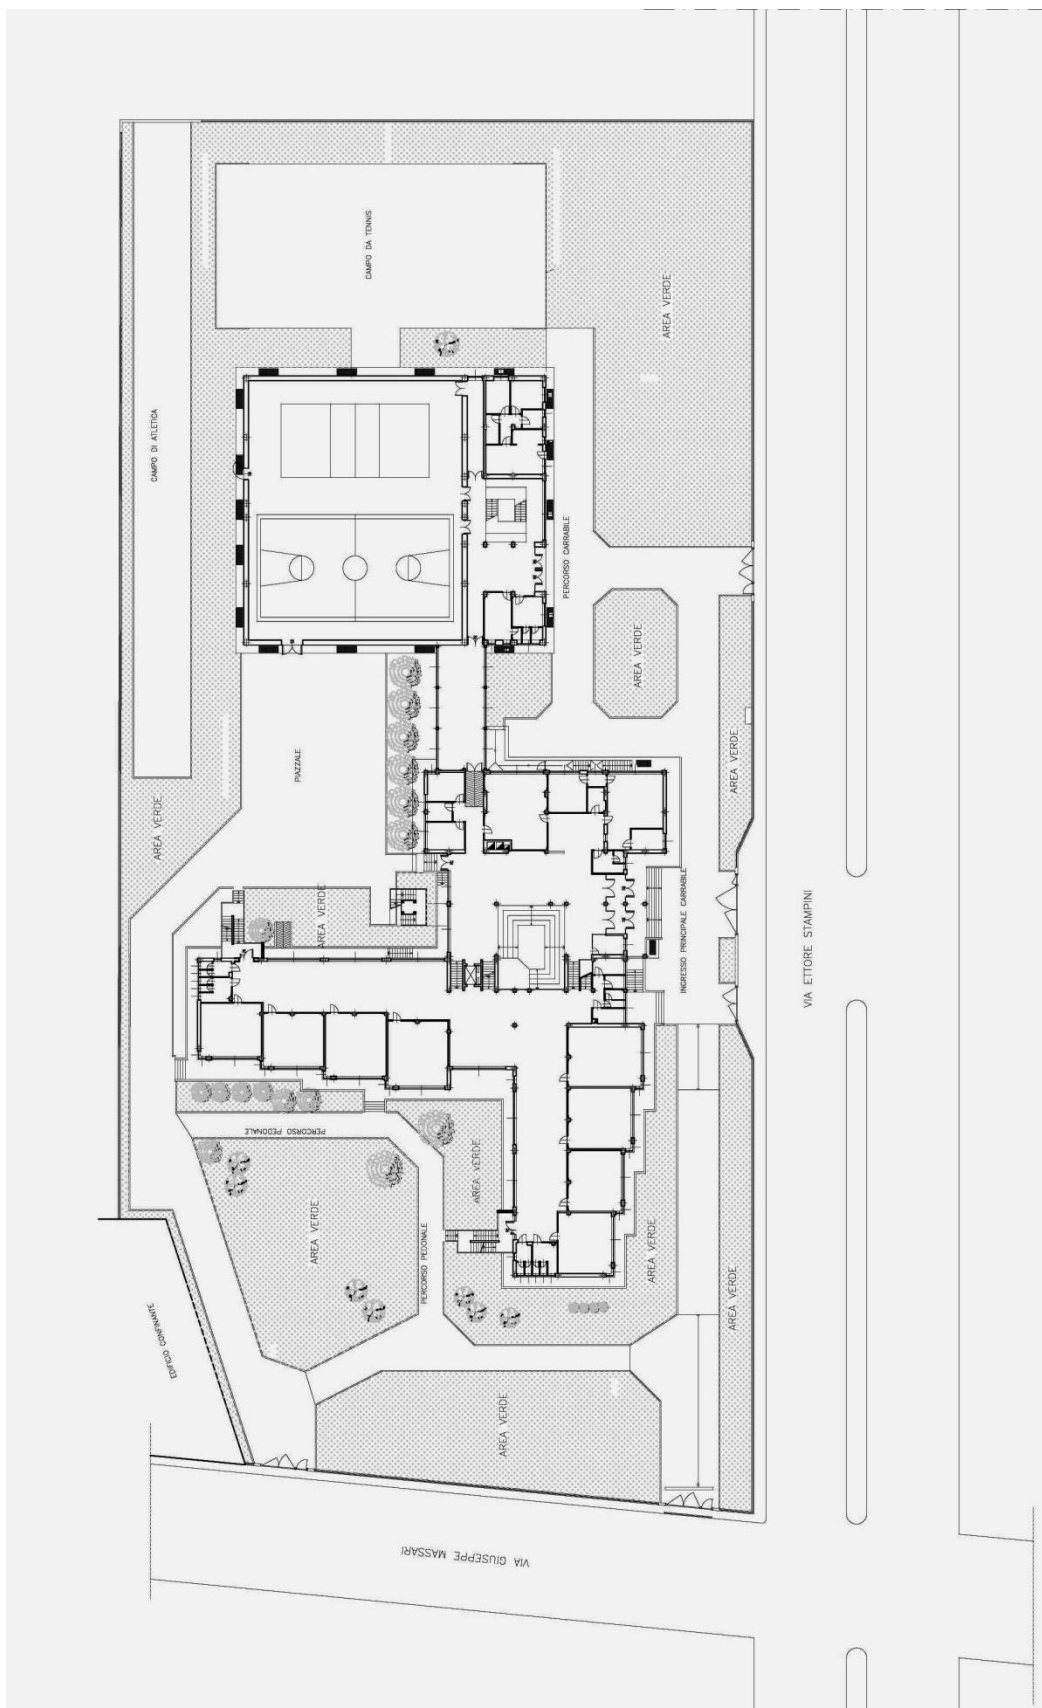 CAMPO DA TENNIS
AREA VERDE
CAMPO DI ATLETICA
PERCORSO CARRABILE
AREA VERDE
AREA VERDE
PIAZZALE
AREA VERDE
AREA VERDE
INGRESSO PRINCIPALE CARRABILE
VIA ETTORE STAMPINI
PERCORSO PEDONALE
AREA VERDE
AREA VERDE
PERCORSO PEDONALE
AREA VERDE
AREA VERDE
EDIFICIO CONFINANTE
AREA VERDE
VIA GIUSEPPE MASSARI